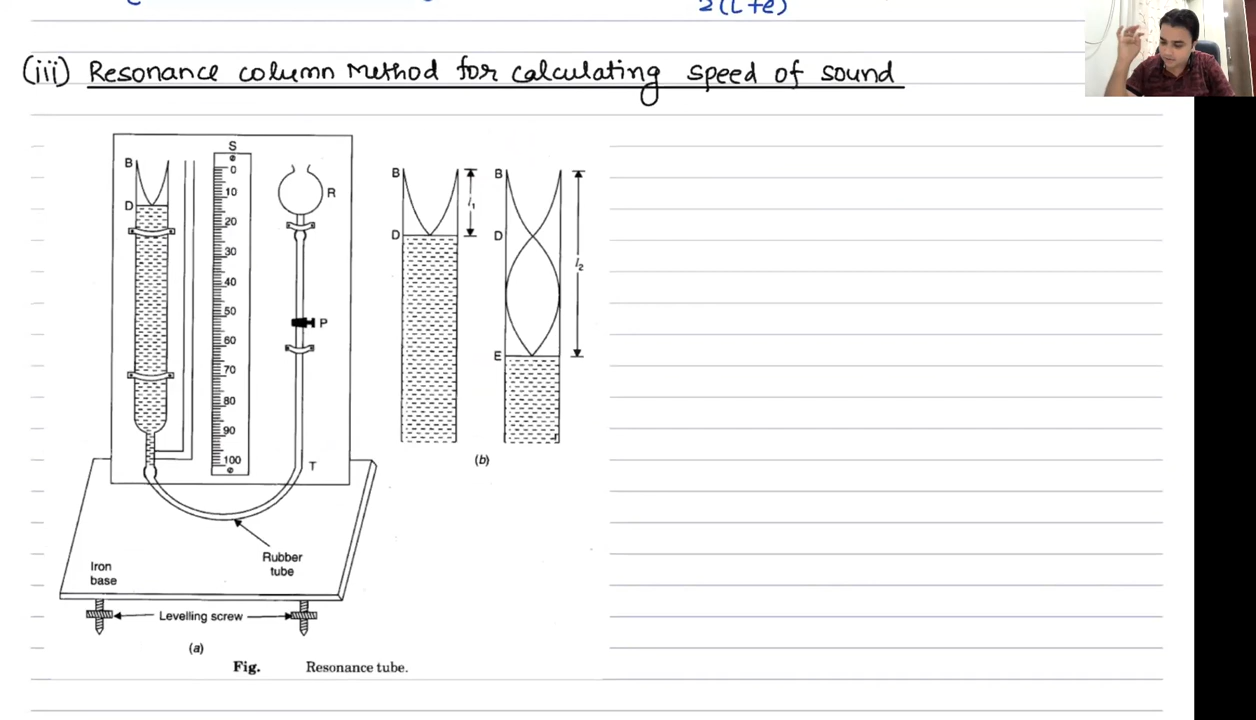 2(L+e)
(iii) Resonance column Method for calculating speed of sound
S
B
D
R
P
T
0
10
20
30
40
50
60
70
80
90
100
B
D
l₁
B
D
E
l₂
(b)
Rubber
tube
Iron
base
Levelling screw
(a)
Fig. Resonance tube.